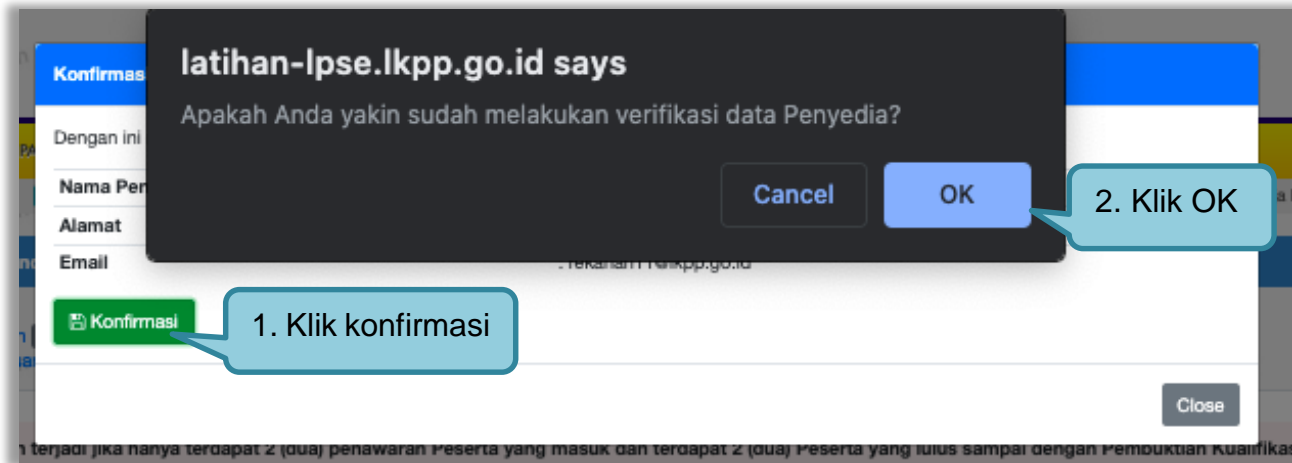 latihan-lpse.lkpp.go.id says
Apakah Anda yakin sudah melakukan verifikasi data Penyedia?
Cancel
OK
2. Klik OK
Konfirmas
Dengan ini
Nama Pen
Alamat
Email
Konfirmasi
1. Klik konfirmasi
Close
terjadi jika hanya terdapat 2 (dua) penawaran Peserta yang masuk dan terdapat 2 (dua) Peserta yang lulus sampai dengan Pembuktian Kualifikas